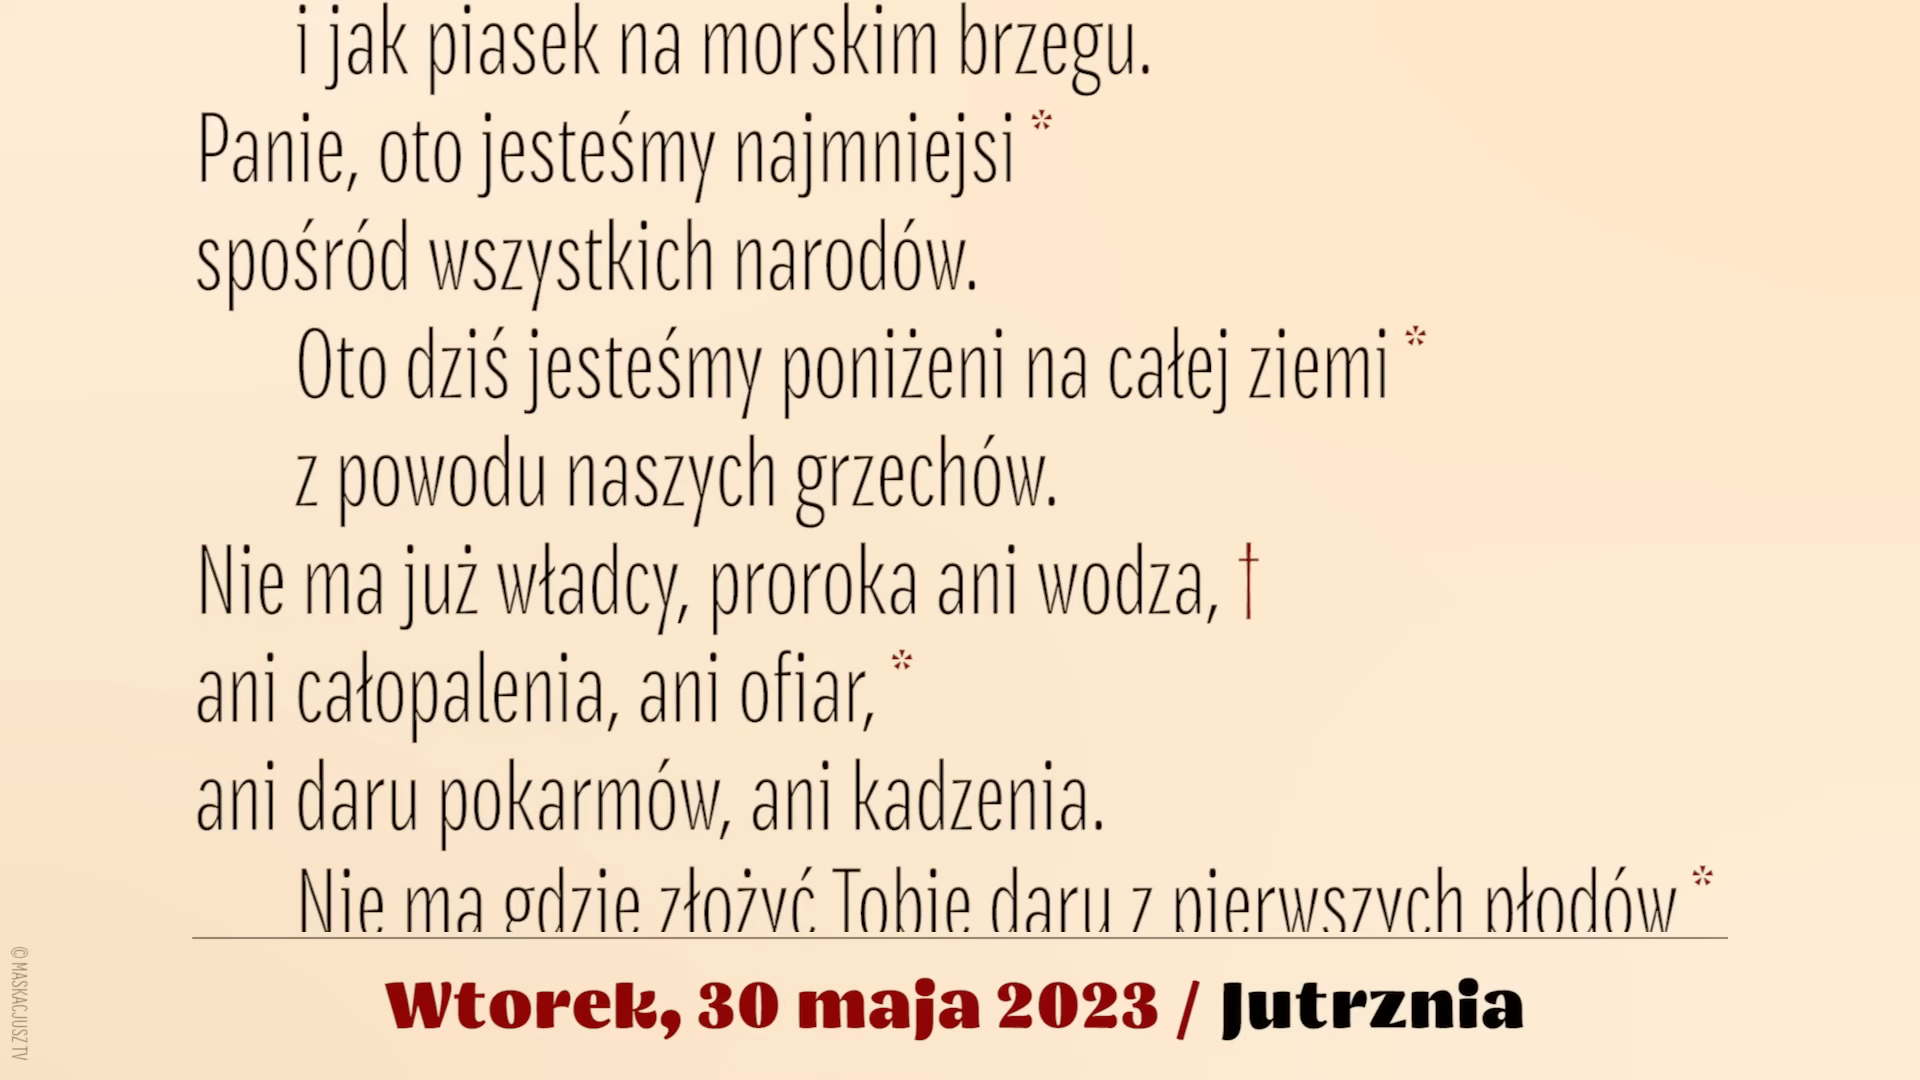 i jak piasek na morskim brzegu.
Panie, oto jesteśmy najmniejsi *
spośród wszystkich narodów.
Oto dziś jesteśmy poniżeni na całej ziemi *
z powodu naszych grzechów.
Nie ma już władcy, proroka ani wodza, †
ani całopalenia, ani ofiar, *
ani daru pokarmów, ani kadzenia.
Nie ma gdzie złożyć Tobie daru z pierwszych płodów *
Wtorek, 30 maja 2023 / Jutrznia
© MASKACJUSZ TV